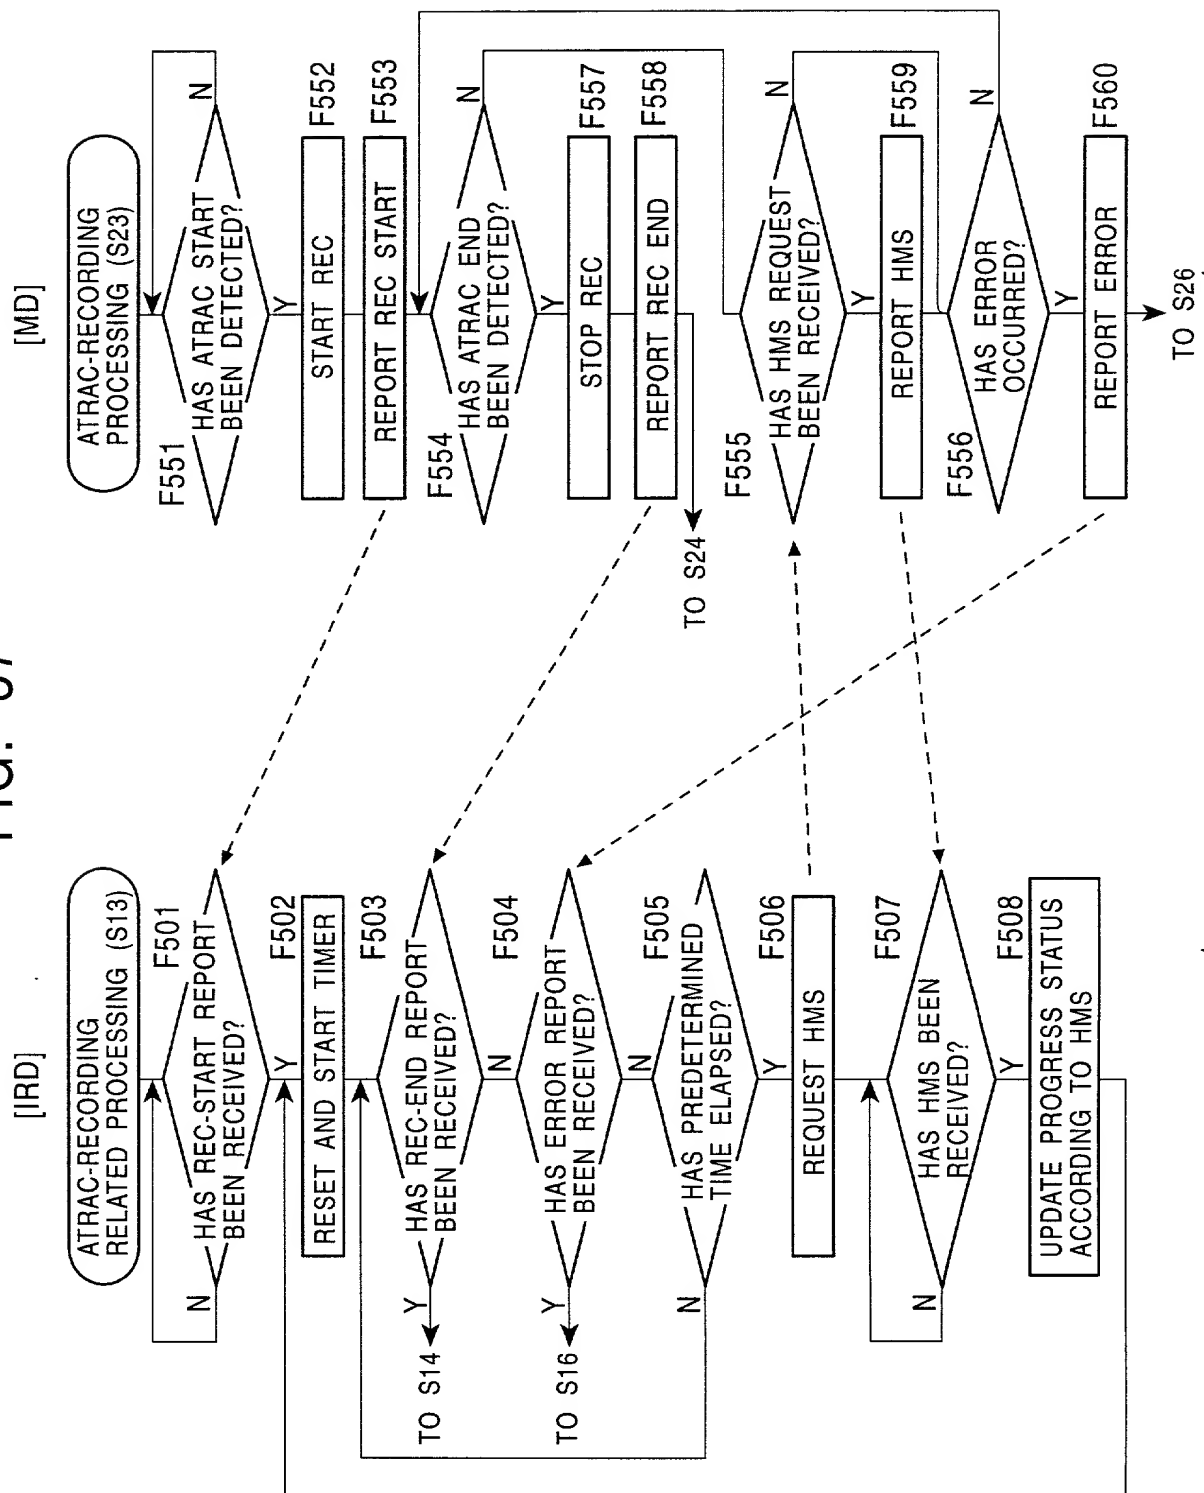 [IRD]
ATRAC-RECORDING
RELATED PROCESSING (S13)
F501
HAS REC-START REPORT
BEEN RECEIVED?
N
Y
F502
RESET AND START TIMER
F503
HAS REC-END REPORT
BEEN RECEIVED?
Y
TO S14
N
F504
HAS ERROR REPORT
BEEN RECEIVED?
Y
TO S16
N
F505
HAS PREDETERMINED
TIME ELAPSED?
N
Y
F506
REQUEST HMS
F507
HAS HMS BEEN
RECEIVED?
N
Y
F508
UPDATE PROGRESS STATUS
ACCORDING TO HMS
[MD]
ATRAC-RECORDING
PROCESSING (S23)
F551
HAS ATRAC START
BEEN DETECTED?
N
Y
F552
START REC
F553
REPORT REC START
F554
HAS ATRAC END
BEEN DETECTED?
N
Y
F557
STOP REC
F558
REPORT REC END
TO S24
F555
HAS HMS REQUEST
BEEN RECEIVED?
N
Y
F559
REPORT HMS
F556
HAS ERROR
OCCURRED?
N
Y
F560
REPORT ERROR
TO S26